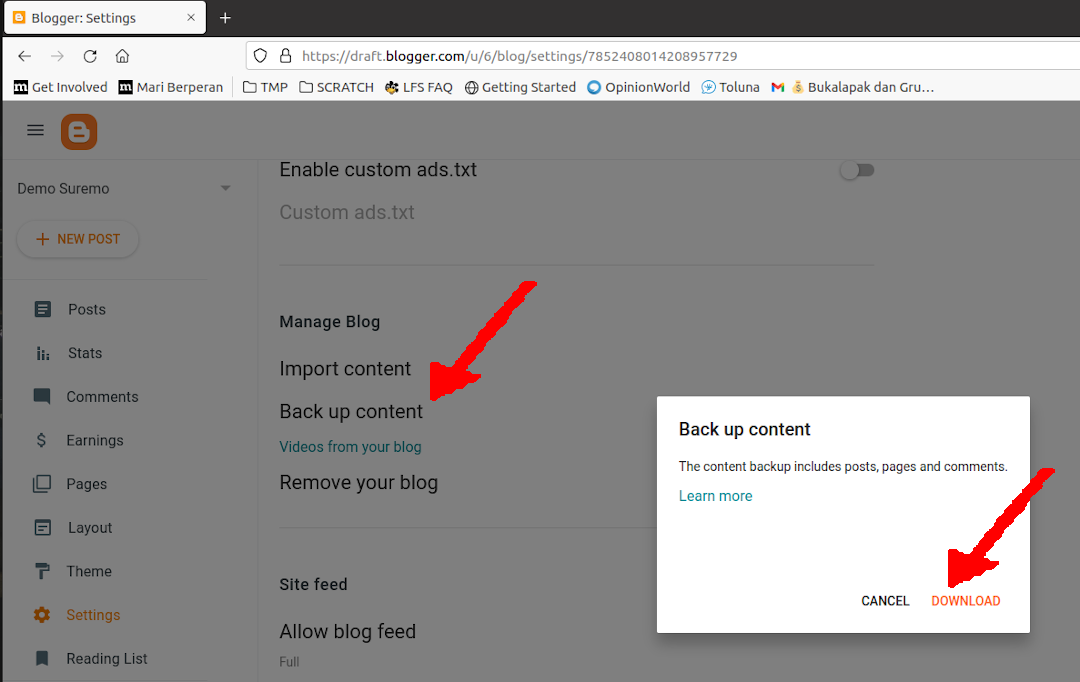 Blogger: Settings
https://draft.blogger.com/u/6/blog/settings/7852408014208957729
Get Involved Mari Berperan TMP SCRATCH LFS FAQ Getting Started OpinionWorld Toluna Bukalapak dan Gru…
Demo Suremo
NEW POST
Posts
Stats
Comments
Earnings
Pages
Layout
Theme
Settings
Reading List
Enable custom ads.txt
Custom ads.txt
Manage Blog
Import content
Back up content
Videos from your blog
Remove your blog
Site feed
Allow blog feed
Full
Back up content
The content backup includes posts, pages and comments.
Learn more
CANCEL DOWNLOAD